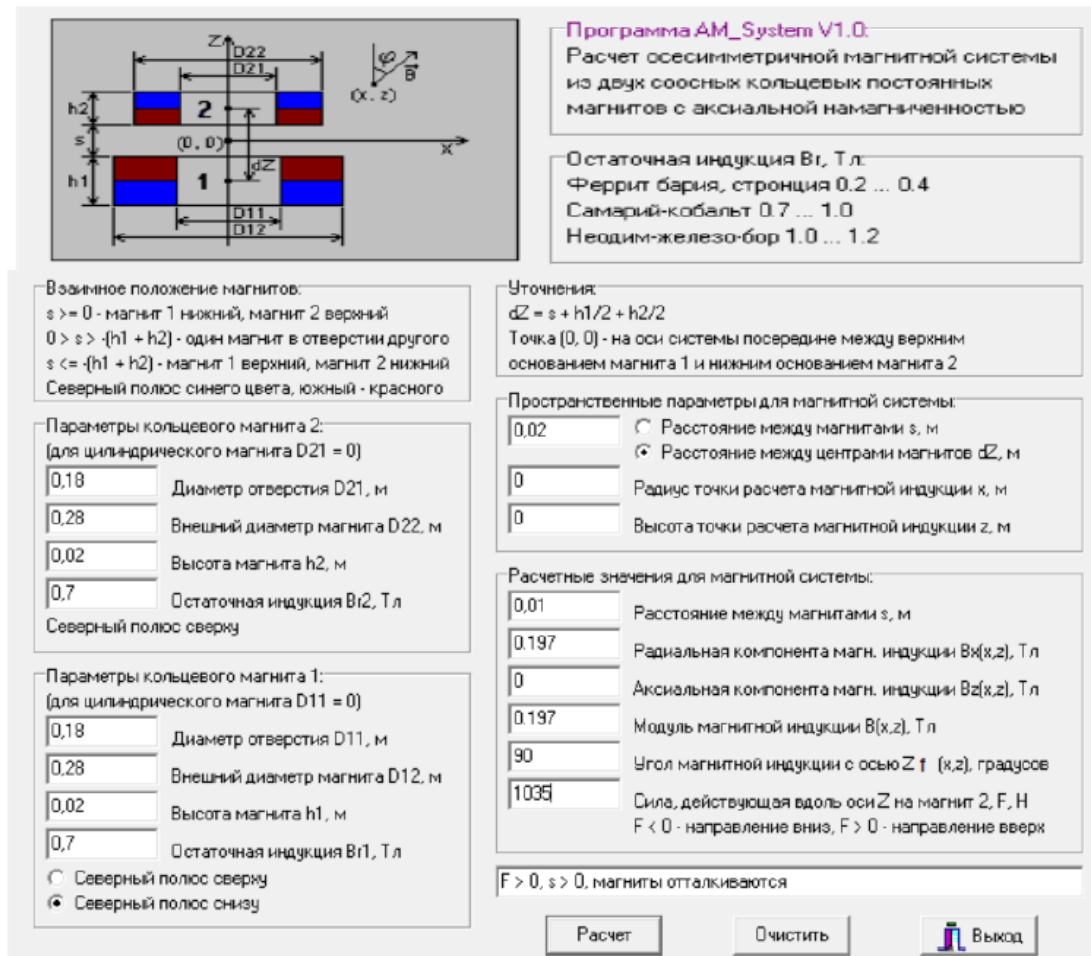 Z
D22
D21
h2
2
s
(0, 0)
X
dZ
h1
1
D11
D12
φ
B
(x, z)
Программа AM_System V1.0:
Расчет осесимметричной магнитной системы
из двух соосных кольцевых постоянных
магнитов с аксиальной намагниченностью
Остаточная индукция Br, Тл:
Феррит бария, стронция 0.2 ... 0.4
Самарий-кобальт 0.7 ... 1.0
Неодим-железо-бор 1.0 ... 1.2
Взаимное положение магнитов:
s >= 0 - магнит 1 нижний, магнит 2 верхний
0 > s > -(h1 + h2) - один магнит в отверстии другого
s <= -(h1 + h2) - магнит 1 верхний, магнит 2 нижний
Северный полюс синего цвета, южный - красного
Параметры кольцевого магнита 2:
(для цилиндрического магнита D21 = 0)
0,18 Диаметр отверстия D21, м
0,28 Внешний диаметр магнита D22, м
0,02 Высота магнита h2, м
0,7 Остаточная индукция Br2, Тл
Северный полюс сверху
Параметры кольцевого магнита 1:
(для цилиндрического магнита D11 = 0)
0,18 Диаметр отверстия D11, м
0,28 Внешний диаметр магнита D12, м
0,02 Высота магнита h1, м
0,7 Остаточная индукция Br1, Тл
Северный полюс сверху
Северный полюс снизу
Уточнения:
dZ = s + h1/2 + h2/2
Точка (0, 0) - на оси системы посередине между верхним
основанием магнита 1 и нижним основанием магнита 2
Пространственные параметры для магнитной системы:
0,02 Расстояние между магнитами s, м
Расстояние между центрами магнитов dZ, м
0 Радиус точки расчета магнитной индукции x, м
0 Высота точки расчета магнитной индукции z, м
Расчетные значения для магнитной системы:
0,01 Расстояние между магнитами s, м
0.197 Радиальная компонента магн. индукции Bx(x,z), Тл
0 Аксиальная компонента магн. индукции Bz(x,z), Тл
0.197 Модуль магнитной индукции B(x,z), Тл
90 Угол магнитной индукции с осью Z f (x,z), градусов
1035 Сила, действующая вдоль оси Z на магнит 2, F, Н
F < 0 - направление вниз, F > 0 - направление вверх
F > 0, s > 0, магниты отталкиваются
Расчет
Очистить
Выход